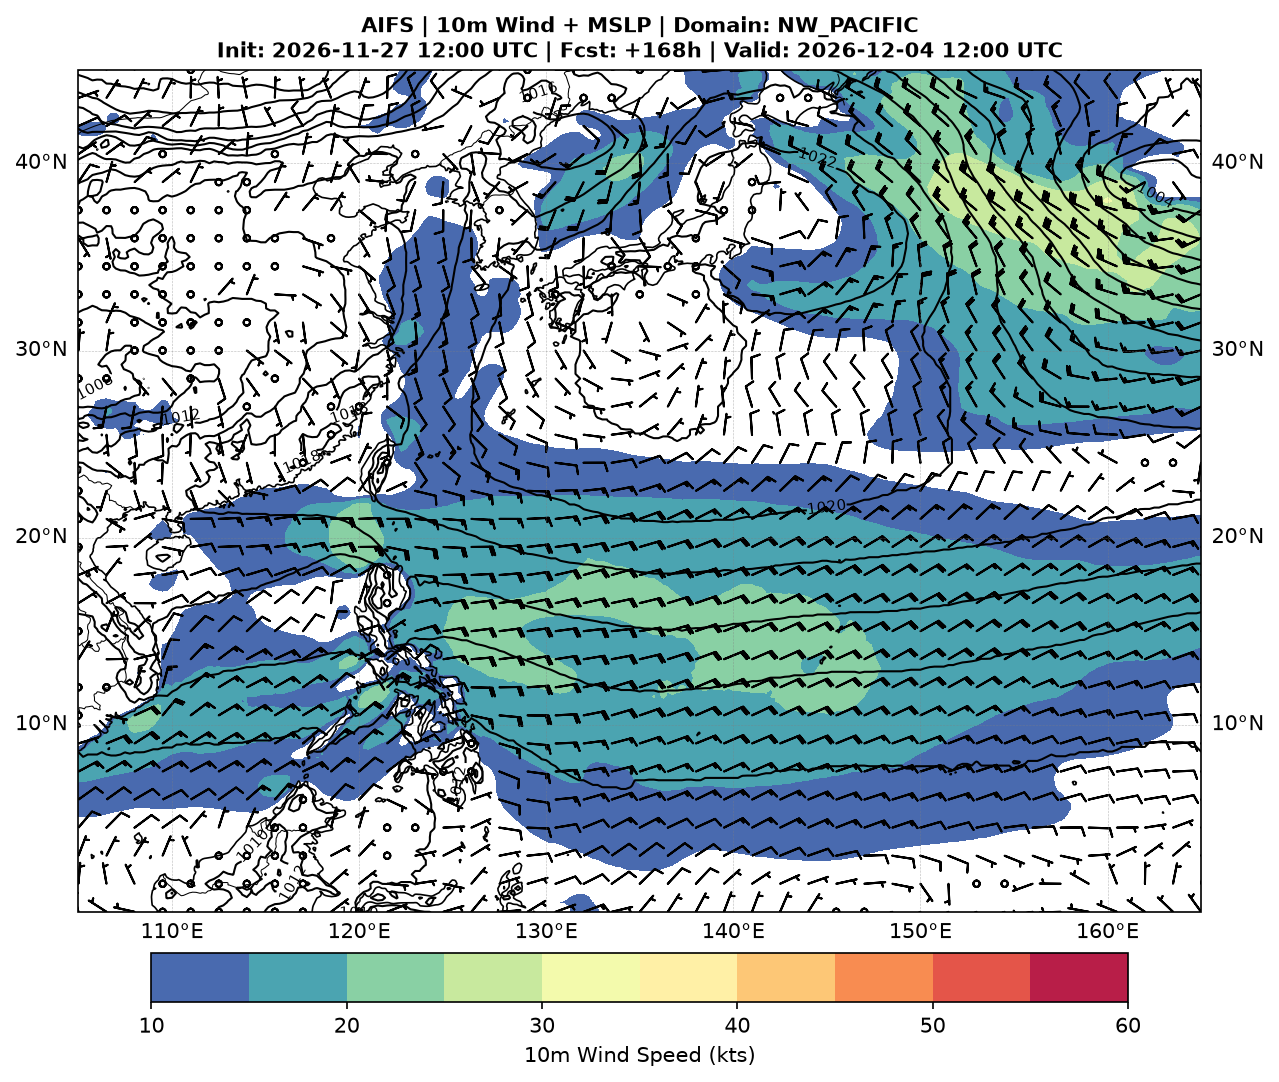 AIFS | 10m Wind + MSLP | Domain: NW_PACIFIC
Init: 2026-11-27 12:00 UTC | Fcst: +168h | Valid: 2026-12-04 12:00 UTC
1016
1022
40°N
40°N
1004
30°N
30°N
1012
1020
20°N
20°N
10°N
10°N
110°E
120°E
130°E
140°E
150°E
160°E
10
20
30
40
50
60
10m Wind Speed (kts)